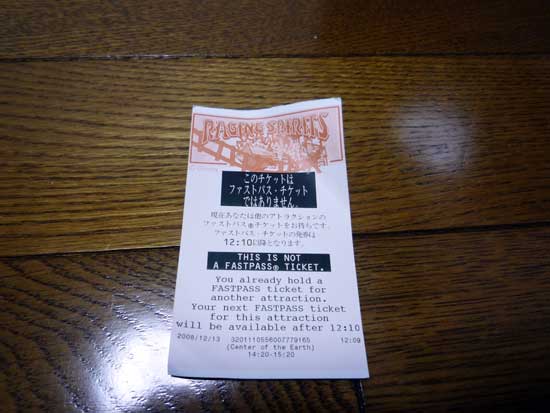 RAGING SPIRITS
このチケットは
ファストパス・チケット
ではありません。
現在あなたは他のアトラクションの
ファストパス®チケットをお持ちです。
ファストパス・チケットの発券は
12:10以降となります。
THIS IS NOT
A FASTPASS® TICKET.
You already hold a
FASTPASS ticket for
another attraction.
Your next FASTPASS ticket
for this attraction
will be available after 12:10
2008/12/13 3201110556007779165 12:09
(Center of the Earth)
14:20-15:20